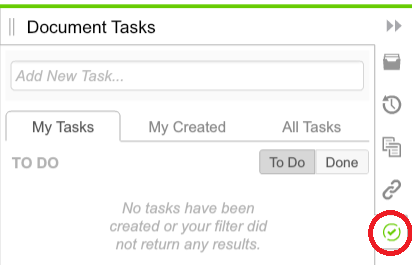 Document Tasks
Add New Task...
My Tasks My Created All Tasks
TO DO To Do Done
No tasks have been
created or your filter did
not return any results.